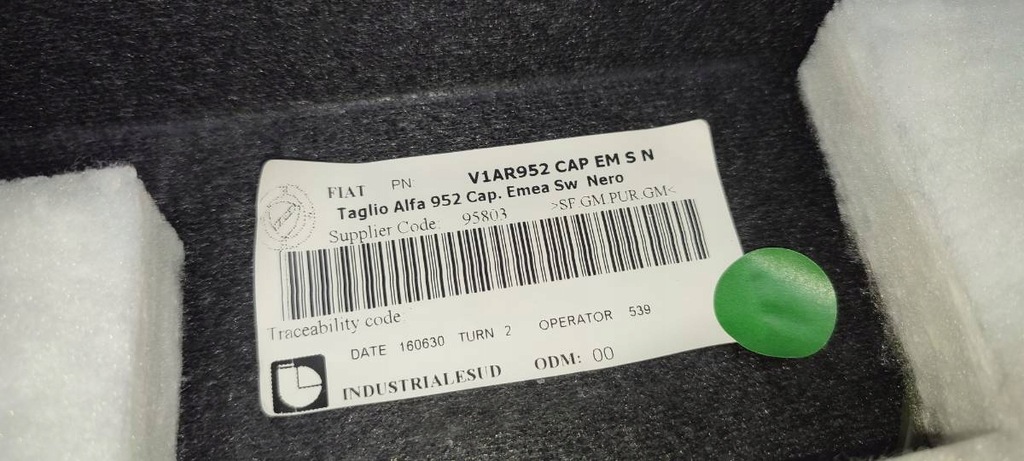 FIAT PN: V1AR952 CAP EM S N
Taglio Alfa 952 Cap. Emea Sw Nero
Supplier Code: 95803 >SF.GM.PUR.GM<
Traceability code
DATE 160630 TURN 2 OPERATOR 539
INDUSTRIALESUD ODM: 00